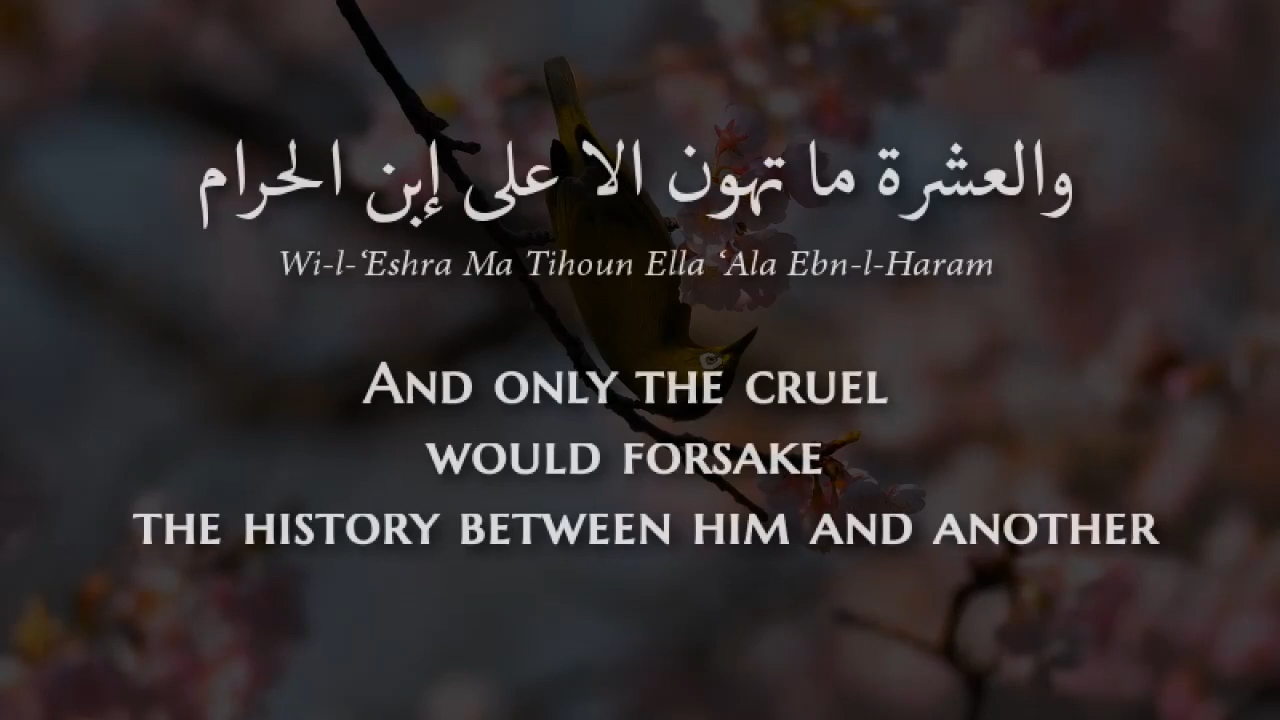 والعشرة ما تهون الا على إبن الحرام
Wi-l-‘Eshra Ma Tihoun Ella ‘Ala Ebn-l-Haram
And only the cruel
would forsake
the history between him and another